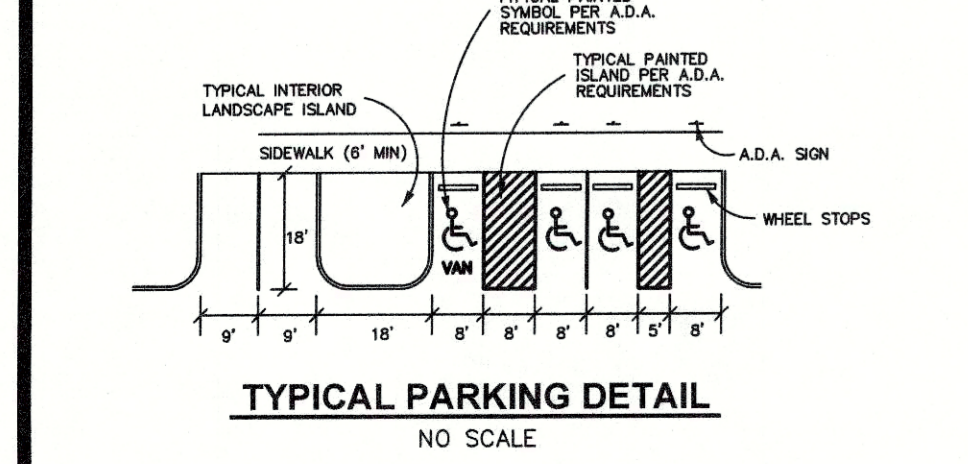 SYMBOL PER A.D.A.
REQUIREMENTS
TYPICAL PAINTED
ISLAND PER A.D.A.
REQUIREMENTS
TYPICAL INTERIOR
LANDSCAPE ISLAND
SIDEWALK (6' MIN)
A.D.A. SIGN
WHEEL STOPS
18'
VAN
9' 9' 18' 8' 8' 8' 8' 5' 8'
TYPICAL PARKING DETAIL
NO SCALE